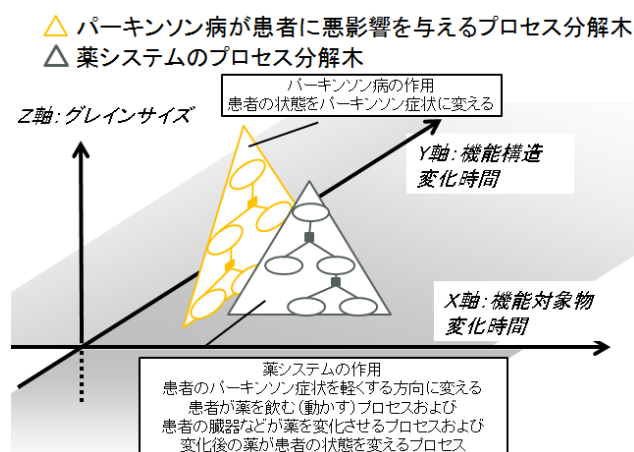 パーキンソン病が患者に悪影響を与えるプロセス分解木
薬システムのプロセス分解木
パーキンソン病の作用
患者の状態をパーキンソン症状に変える
Z軸：グレインサイズ
Y軸：機能構造
変化時間
X軸：機能対象物
変化時間
薬システムの作用
患者のパーキンソン症状を軽くする方向に変える
患者が薬を飲む（動かす）プロセスおよび
患者の臓器などが薬を変化させるプロセスおよび
変化後の薬が患者の状態を変えるプロセス